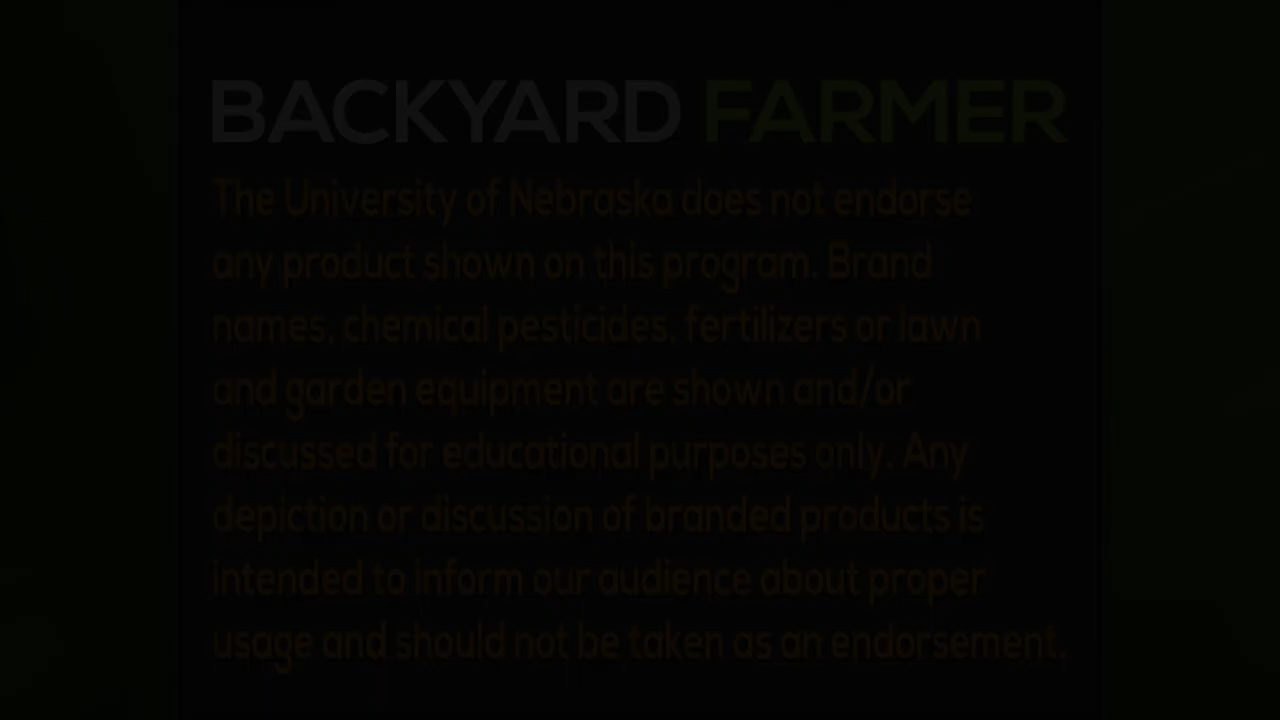 BACKYARD FARMER
The University of Nebraska does not endorse
any product shown on this program. Brand
names, chemical pesticides, fertilizers or lawn
and garden equipment are shown and/or
discussed for educational purposes only. Any
depiction or discussion of branded products is
intended to inform our audience about proper
usage and should not be taken as an endorsement.